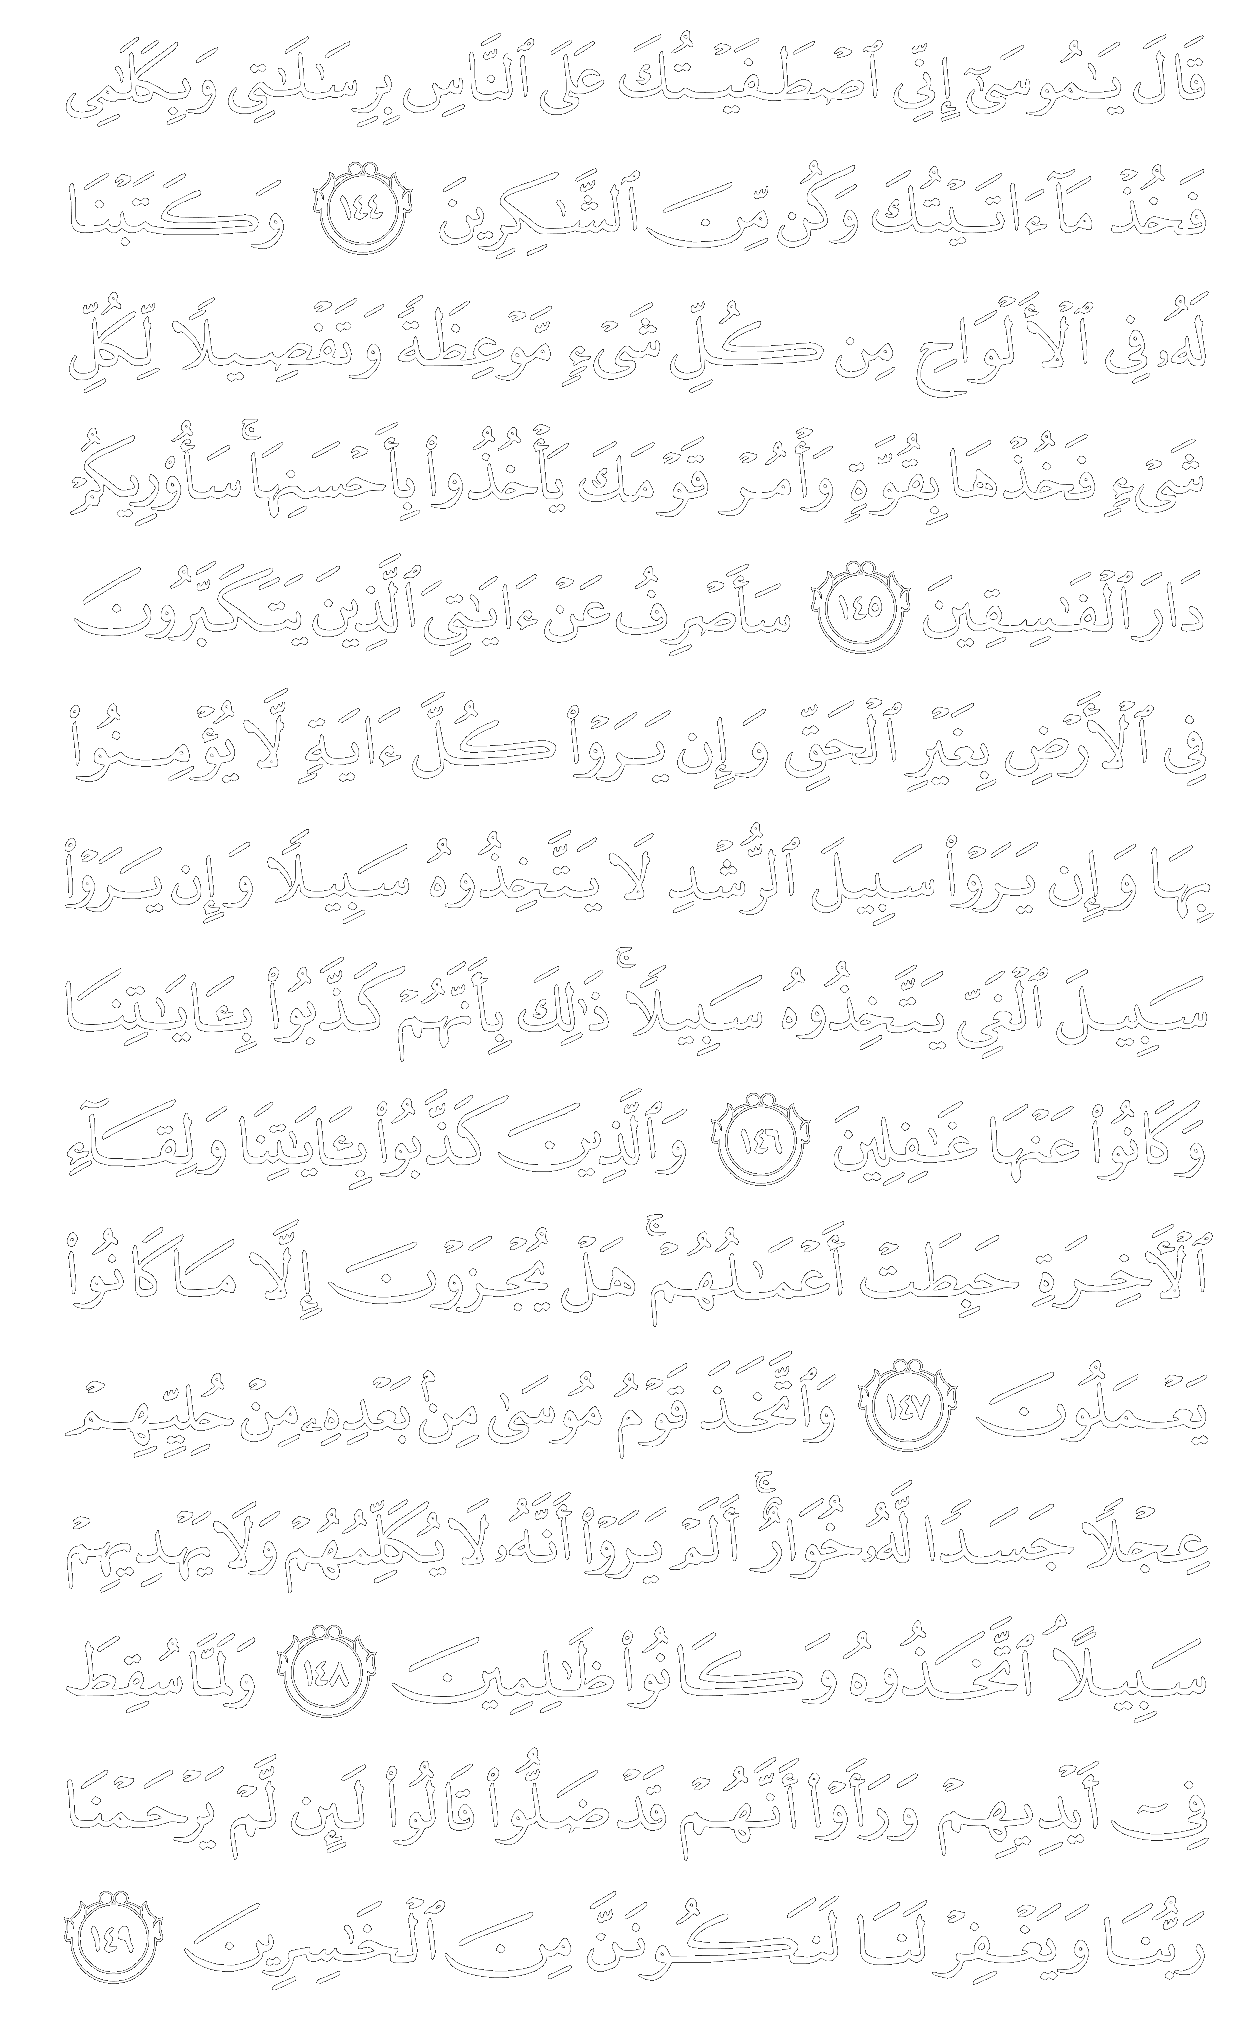 قَالَ يَـٰمُوسَىٰٓ إِنِّى ٱصْطَفَيْتُكَ عَلَى ٱلنَّاسِ بِرِسَـٰلَـٰتِى وَبِكَلَـٰمِى
فَخُذْ مَآ ءَاتَيْتُكَ وَكُن مِّنَ ٱلشَّـٰكِرِينَ ١٤٤ وَكَتَبْنَا
لَهُۥ فِى ٱلْأَلْوَاحِ مِن كُلِّ شَىْءٍ مَّوْعِظَةً وَتَفْصِيلًا لِّكُلِّ
شَىْءٍ فَخُذْهَا بِقُوَّةٍ وَأْمُرْ قَوْمَكَ يَأْخُذُوا۟ بِأَحْسَنِهَا ۚ سَأُو۟رِيكُمْ
دَارَ ٱلْفَـٰسِقِينَ ١٤٥ سَأَصْرِفُ عَنْ ءَايَـٰتِىَ ٱلَّذِينَ يَتَكَبَّرُونَ
فِى ٱلْأَرْضِ بِغَيْرِ ٱلْحَقِّ وَإِن يَرَوْا۟ كُلَّ ءَايَةٍ لَّا يُؤْمِنُوا۟
بِهَا وَإِن يَرَوْا۟ سَبِيلَ ٱلرُّشْدِ لَا يَتَّخِذُوهُ سَبِيلًا وَإِن يَرَوْا۟
سَبِيلَ ٱلْغَىِّ يَتَّخِذُوهُ سَبِيلًا ۚ ذَٰلِكَ بِأَنَّهُمْ كَذَّبُوا۟ بِـَٔايَـٰتِنَا
وَكَانُوا۟ عَنْهَا غَـٰفِلِينَ ١٤٦ وَٱلَّذِينَ كَذَّبُوا۟ بِـَٔايَـٰتِنَا وَلِقَآءِ
ٱلْـَٔاخِرَةِ حَبِطَتْ أَعْمَـٰلُهُمْ ۚ هَلْ يُجْزَوْنَ إِلَّا مَا كَانُوا۟
يَعْمَلُونَ ١٤٧ وَٱتَّخَذَ قَوْمُ مُوسَىٰ مِنۢ بَعْدِهِۦ مِنْ حُلِيِّهِمْ
عِجْلًا جَسَدًا لَّهُۥ خُوَارٌ ۚ أَلَمْ يَرَوْا۟ أَنَّهُۥ لَا يُكَلِّمُهُمْ وَلَا يَهْدِيهِمْ
سَبِيلًا ۘ ٱتَّخَذُوهُ وَكَانُوا۟ ظَـٰلِمِينَ ١٤٨ وَلَمَّا سُقِطَ
فِىٓ أَيْدِيهِمْ وَرَأَوْا۟ أَنَّهُمْ قَدْ ضَلُّوا۟ قَالُوا۟ لَئِن لَّمْ يَرْحَمْنَا
رَبُّنَا وَيَغْفِرْ لَنَا لَنَكُونَنَّ مِنَ ٱلْخَـٰسِرِينَ ١٤٩